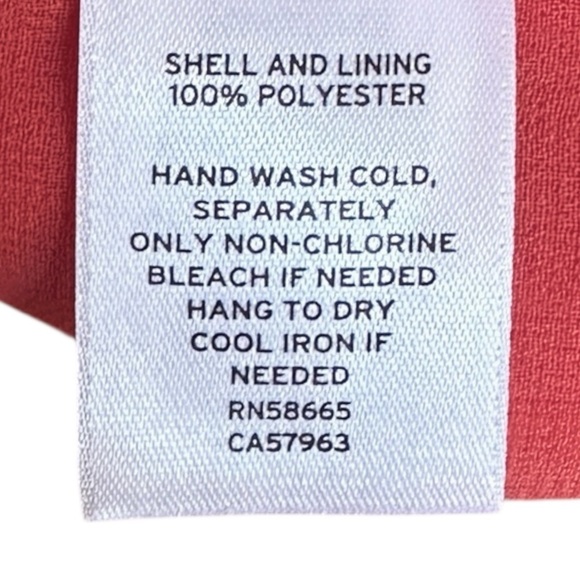 SHELL AND LINING
100% POLYESTER
HAND WASH COLD,
SEPARATELY
ONLY NON-CHLORINE
BLEACH IF NEEDED
HANG TO DRY
COOL IRON IF
NEEDED
RN58665
CA57963